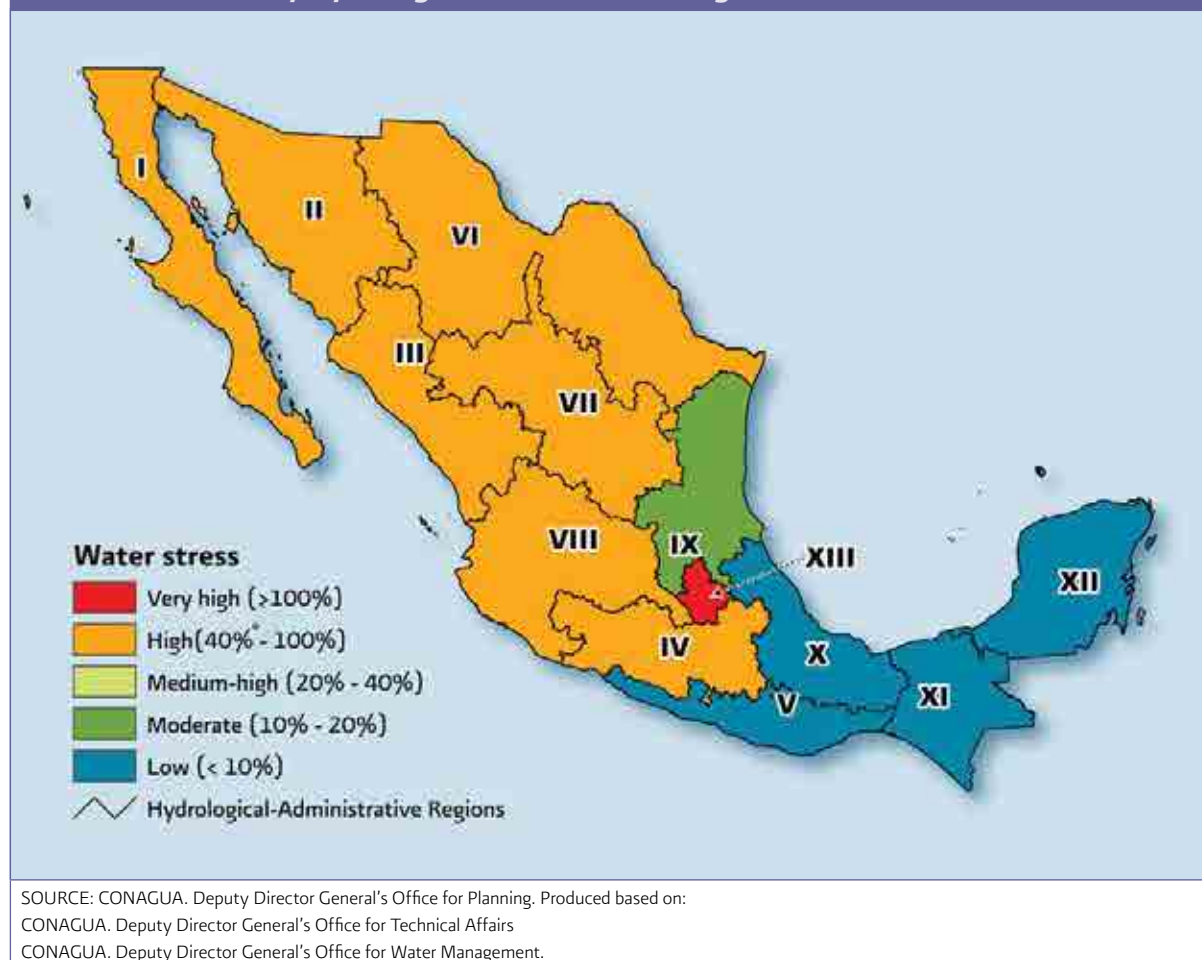 I
II
VI
III
VII
VIII
IX
XIII
XII
IV
X
V
XI
Water stress
Very high (>100%)
High(40%*- 100%)
Medium-high (20% - 40%)
Moderate (10% - 20%)
Low (< 10%)
Hydrological-Administrative Regions
SOURCE: CONAGUA. Deputy Director General's Office for Planning. Produced based on:
CONAGUA. Deputy Director General's Office for Technical Affairs
CONAGUA. Deputy Director General's Office for Water Management.